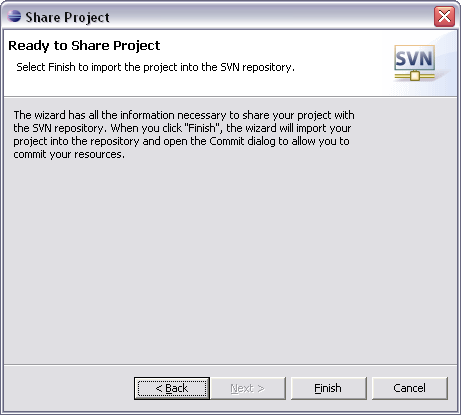 Share Project
Ready to Share Project
Select Finish to import the project into the SVN repository.
SVN
The wizard has all the information necessary to share your project with
the SVN repository. When you click "Finish", the wizard will import your
project into the repository and open the Commit dialog to allow you to
commit your resources.
< Back
Next >
Finish
Cancel